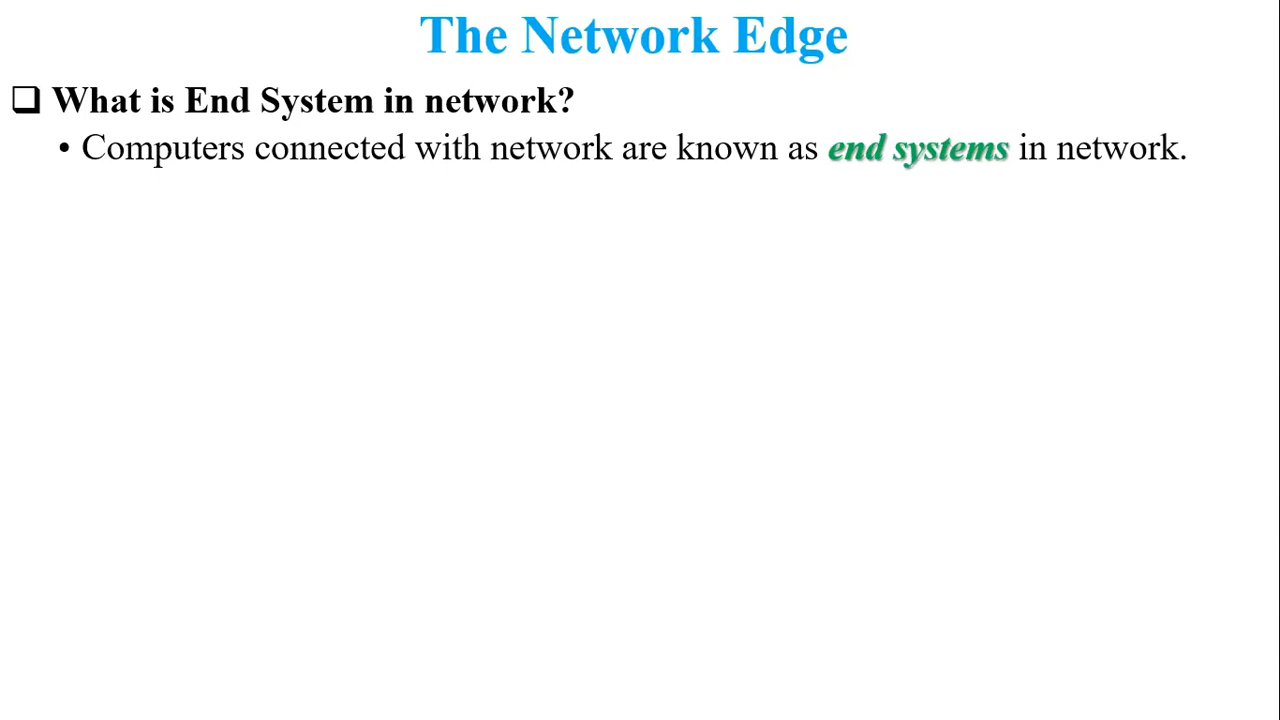 The Network Edge
❑ What is End System in network?
• Computers connected with network are known as end systems in network.